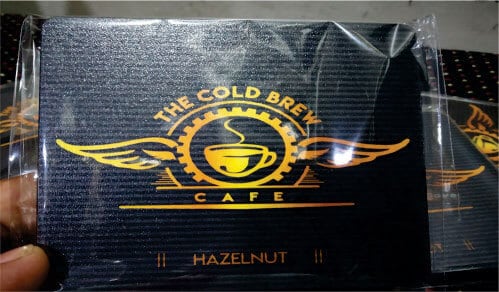 THE COLD BREW
CAFE
|| HAZELNUT ||